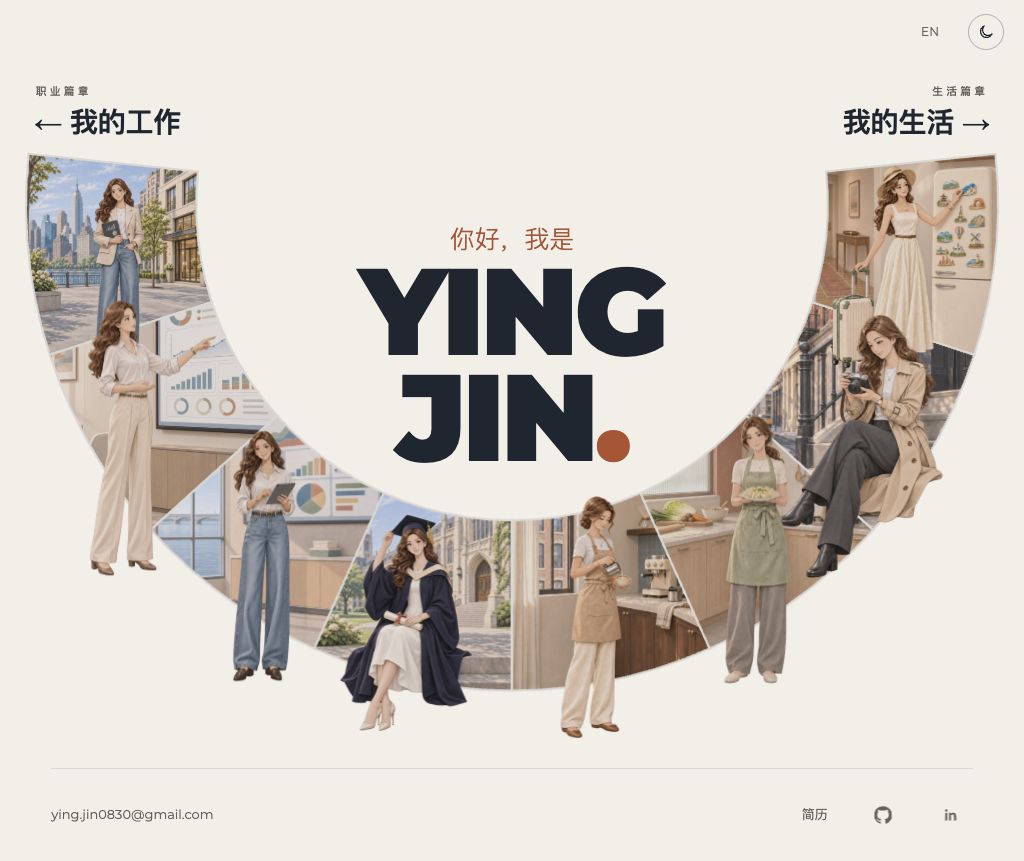 EN
职业篇章
← 我的工作
生活篇章
我的生活 →
你好，我是
YING
JIN.
ying.jin0830@gmail.com
简历
in